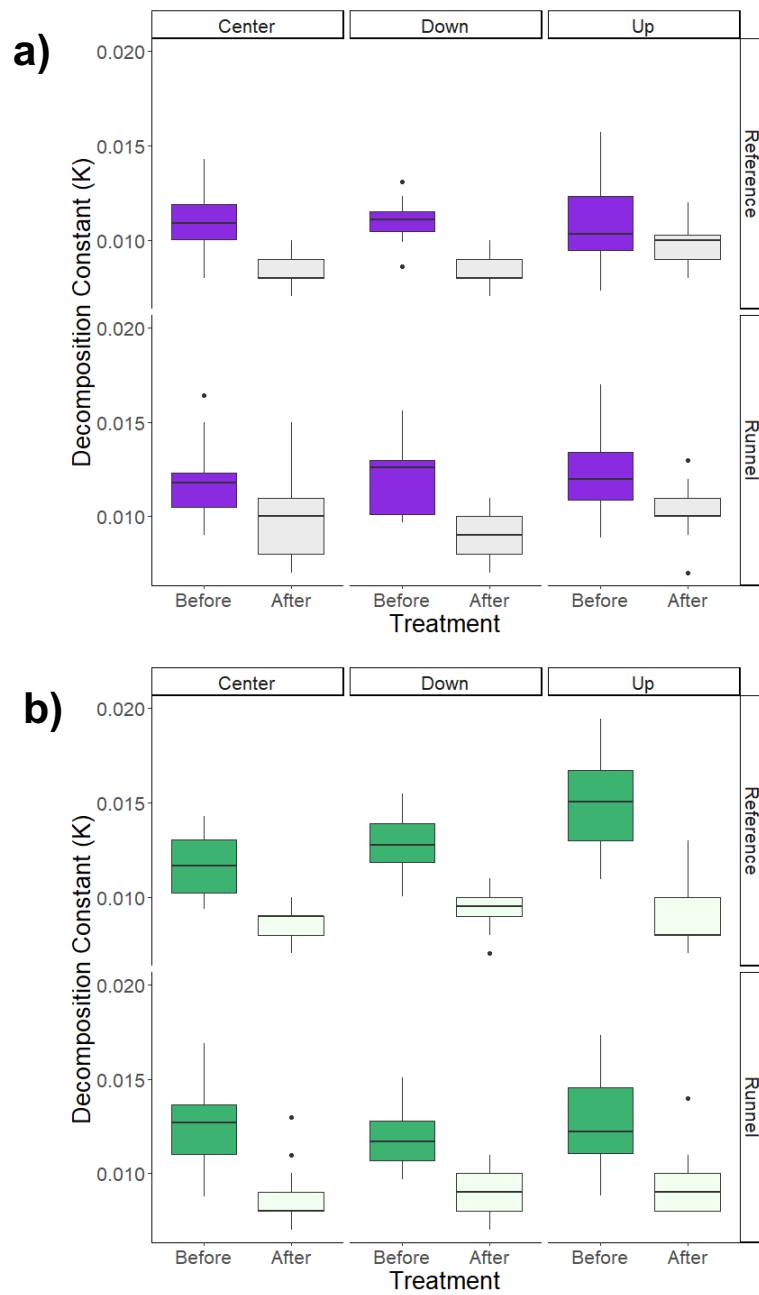 a)
Center Down Up
Decomposition Constant (K)
0.020
0.015
0.010
Reference
0.020
0.015
0.010
Runnel
Before After Before After Before After
Treatment
b)
Center Down Up
Decomposition Constant (K)
0.020
0.015
0.010
Reference
0.020
0.015
0.010
Runnel
Before After Before After Before After
Treatment